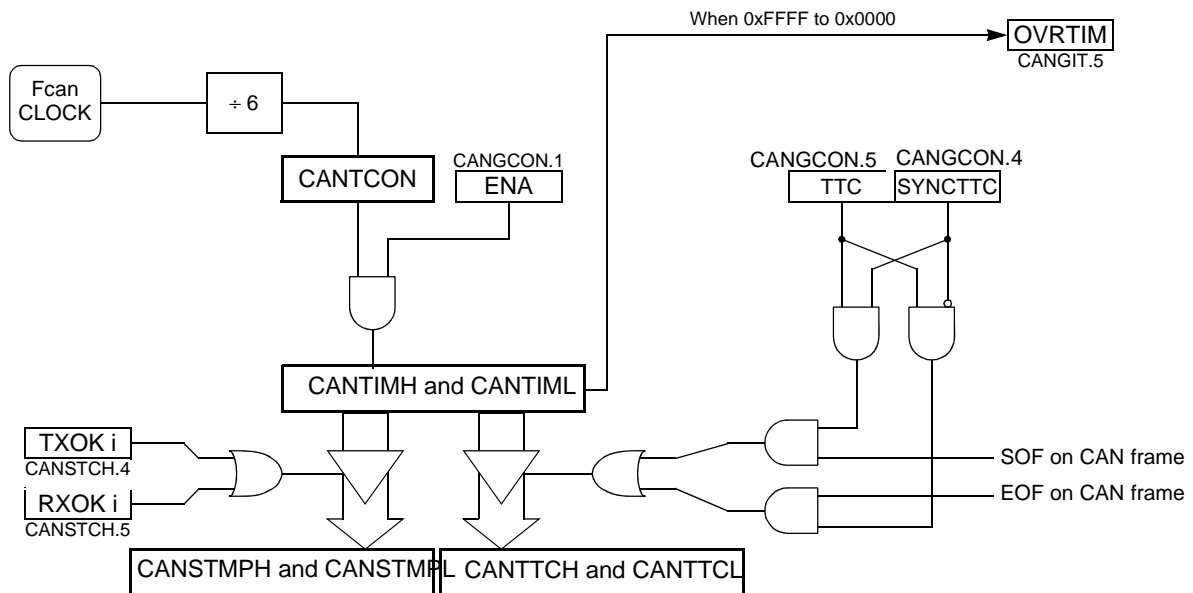 When 0xFFFF to 0x0000
OVRTIM
CANGIT.5
Fcan
CLOCK
÷ 6
CANTCON
CANGCON.1
ENA
CANGCON.5
CANGCON.4
TTC
SYNCTTC
CANTIMH and CANTIML
TXOK i
CANSTCH.4
RXOK i
CANSTCH.5
SOF on CAN frame
EOF on CAN frame
CANSTMPH and CANSTMPL
CANTTCH and CANTTCL